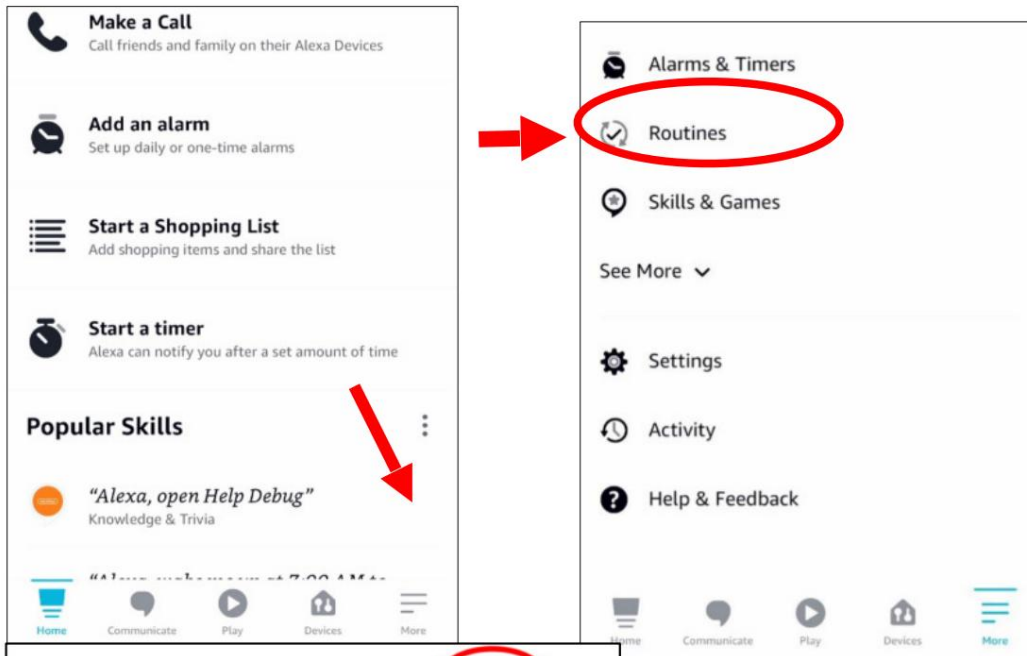 Make a Call
Call friends and family on their Alexa Devices
Add an alarm
Set up daily or one-time alarms
Start a Shopping List
Add shopping items and share the list
Start a timer
Alexa can notify you after a set amount of time
Popular Skills
“Alexa, open Help Debug”
Knowledge & Trivia
Home
Communicate
Play
Devices
More
Alarms & Timers
Routines
Skills & Games
See More
Settings
Activity
Help & Feedback
Home
Communicate
Play
Devices
More